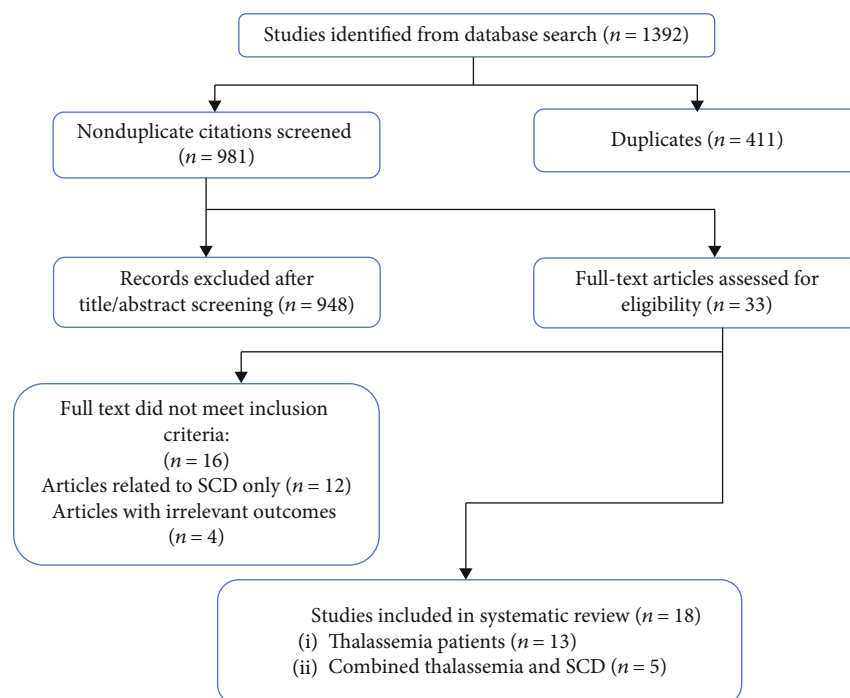 Studies identified from database search (n = 1392)
Nonduplicate citations screened
(n = 981)
Duplicates (n = 411)
Records excluded after
title/abstract screening (n = 948)
Full-text articles assessed for
eligibility (n = 33)
Full text did not meet inclusion
criteria:
(n = 16)
Articles related to SCD only (n = 12)
Articles with irrelevant outcomes
(n = 4)
Studies included in systematic review (n = 18)
(i) Thalassemia patients (n = 13)
(ii) Combined thalassemia and SCD (n = 5)